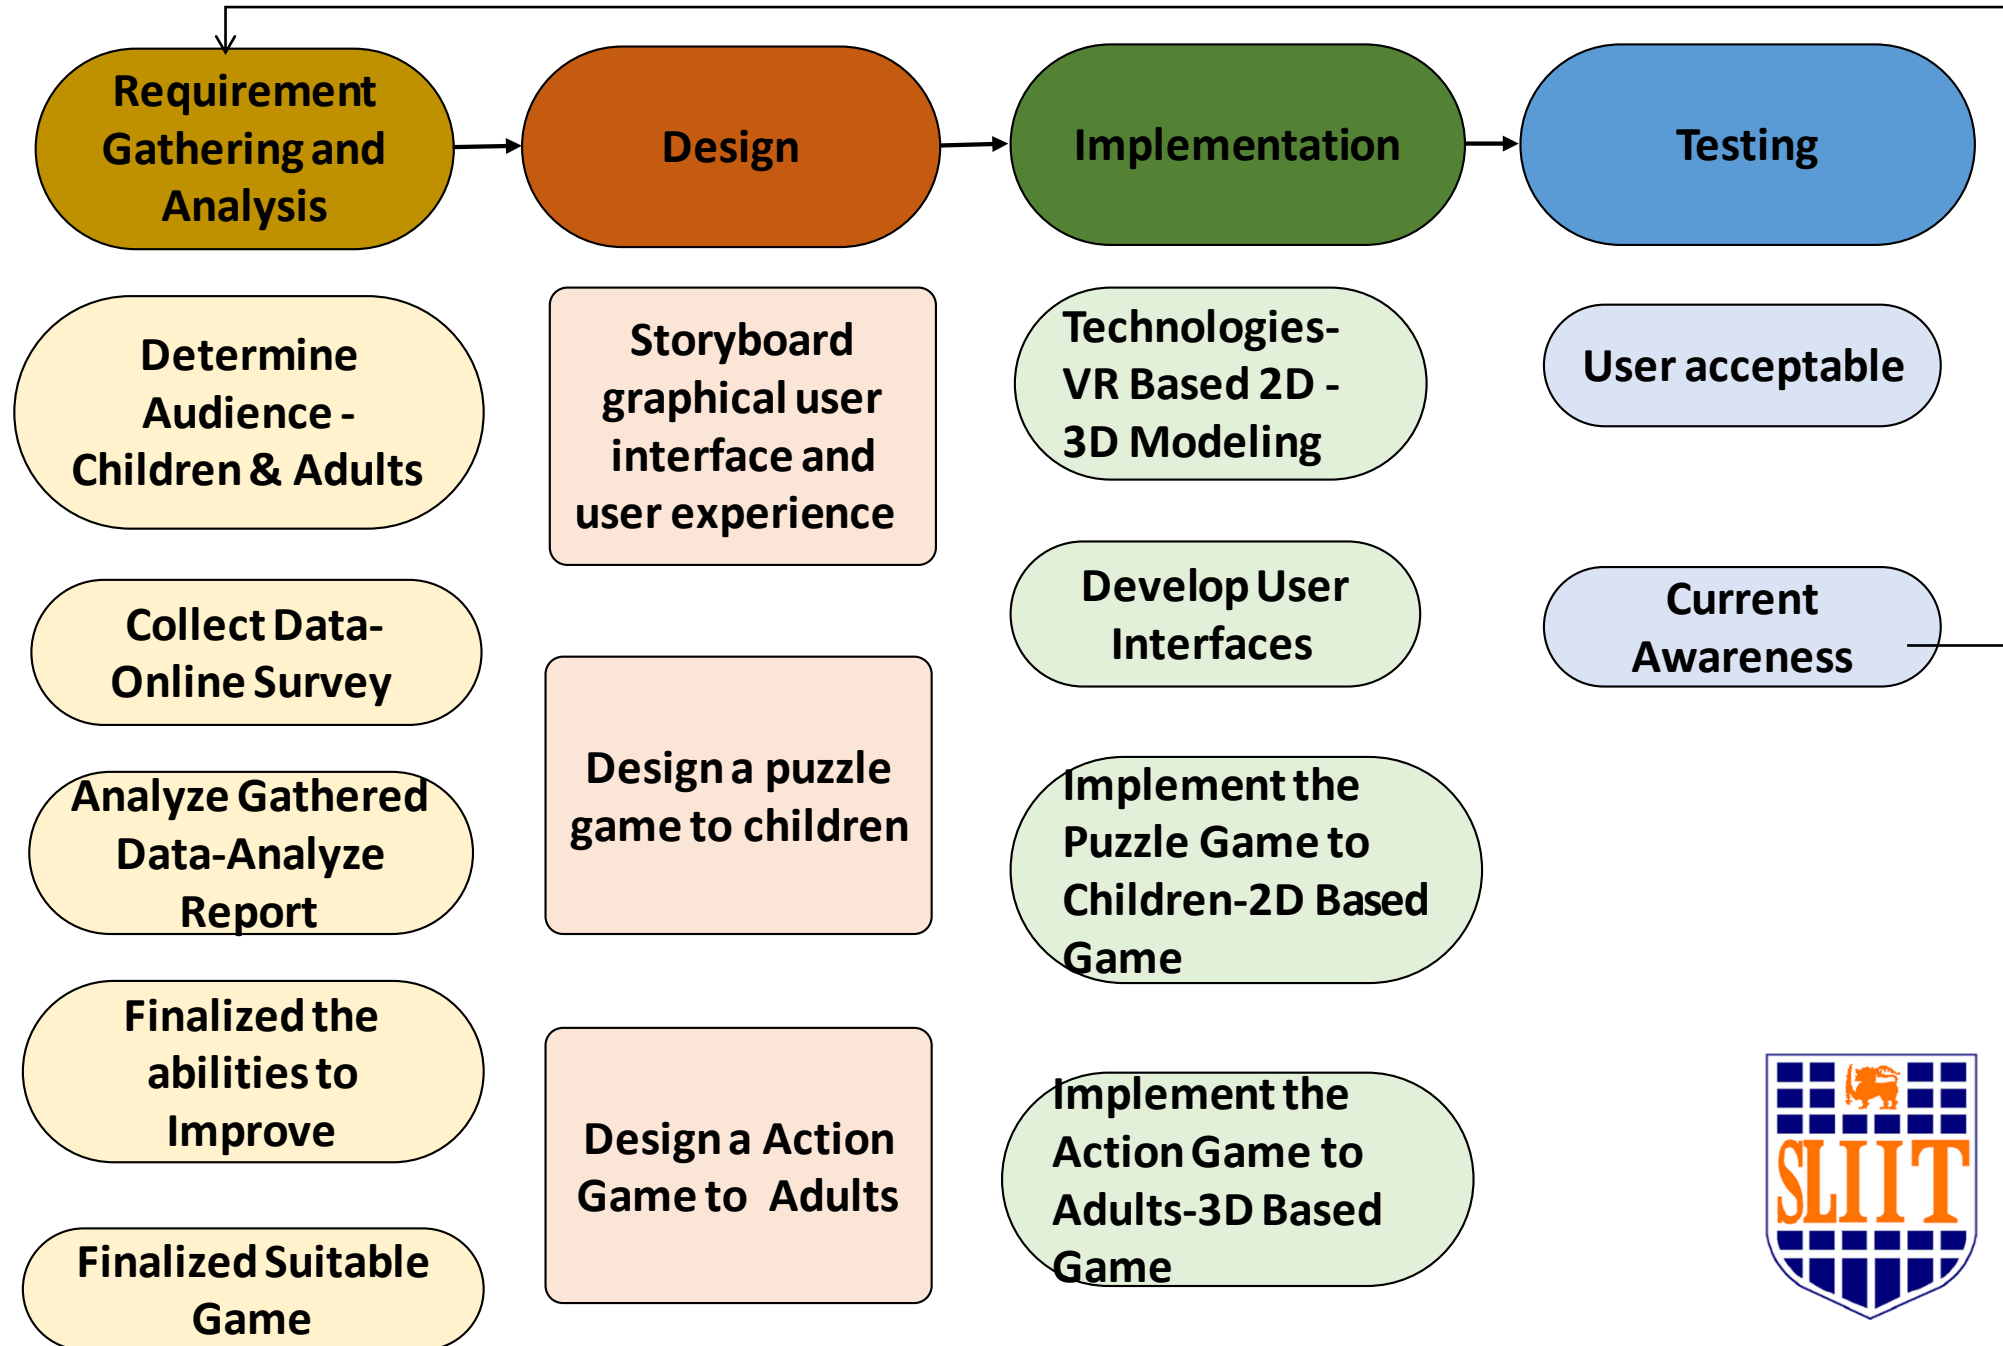 Requirement
Gathering and
Analysis
Design
Implementation
Testing
Determine
Audience -
Children & Adults
Collect Data-
Online Survey
Analyze Gathered
Data-Analyze
Report
Finalized the
abilities to
Improve
Finalized Suitable
Game
Storyboard
graphical user
interface and
user experience
Design a puzzle
game to children
Design a Action
Game to Adults
Technologies-
VR Based 2D -
3D Modeling
Develop User
Interfaces
Implement the
Puzzle Game to
Children-2D Based
Game
Implement the
Action Game to
Adults-3D Based
Game
User acceptable
Current
Awareness
SLIIT